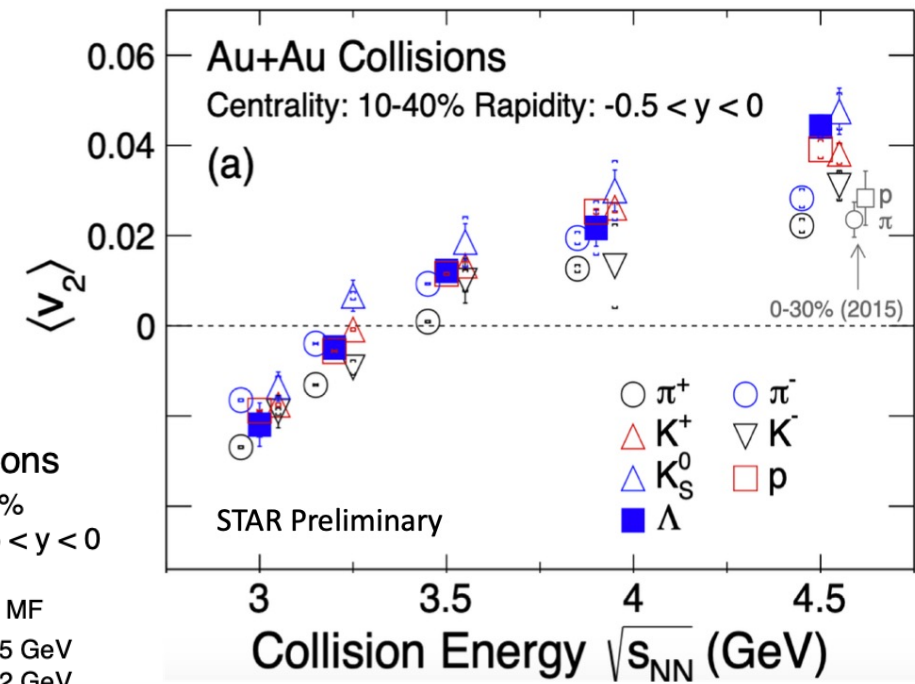 0.06
0.04
0.02
0
⟨v2⟩
Au+Au Collisions
Centrality: 10-40% Rapidity: -0.5 < y < 0
(a)
p
π
0-30% (2015)
π+
π-
K+
K-
K0S
p
Λ
STAR Preliminary
3
3.5
4
4.5
Collision Energy √sNN (GeV)
ons
%
< y < 0
MF
5 GeV
2 GeV